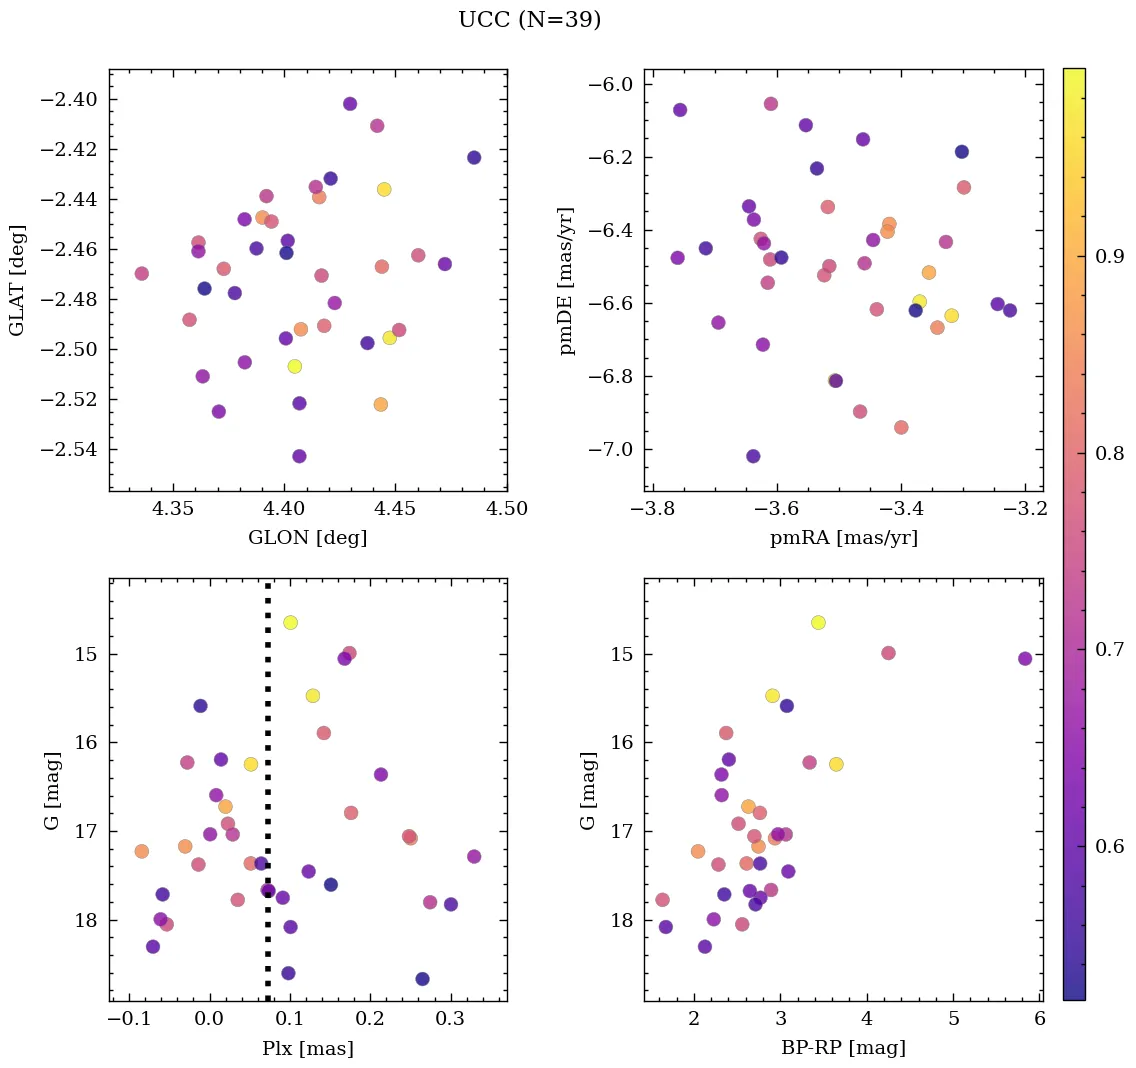 UCC (N=39)
−2.40
−2.42
−2.44
−2.46
−2.48
−2.50
−2.52
−2.54
GLAT [deg]
4.35 4.40 4.45 4.50
GLON [deg]
−6.0
−6.2
−6.4
−6.6
−6.8
−7.0
pmDE [mas/yr]
−3.8 −3.6 −3.4 −3.2
pmRA [mas/yr]
0.9
0.8
0.7
0.6
15
16
17
18
G [mag]
−0.1 0.0 0.1 0.2 0.3
Plx [mas]
15
16
17
18
G [mag]
2 3 4 5 6
BP-RP [mag]